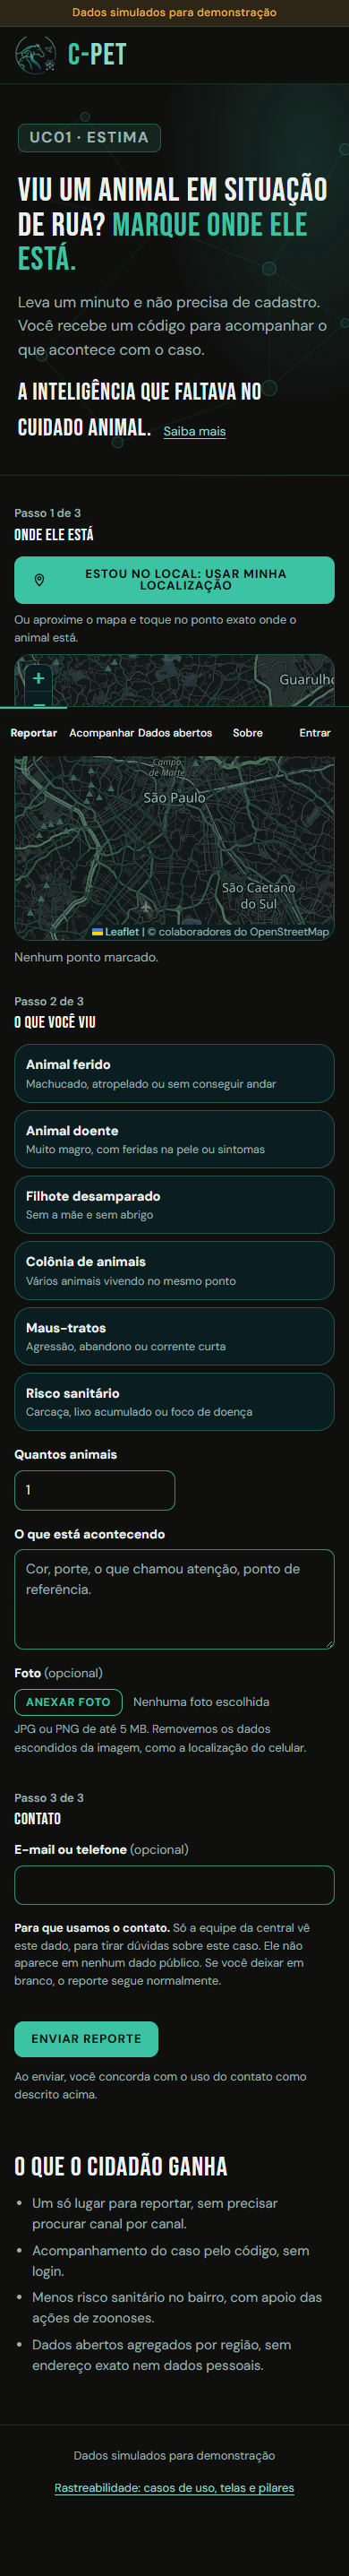 Dados simulados para demonstração
C-PET
UC01 · ESTIMA
VIU UM ANIMAL EM SITUAÇÃO
DE RUA? MARQUE ONDE ELE
ESTÁ.
Leva um minuto e não precisa de cadastro.
Você recebe um código para acompanhar o
que acontece com o caso.
A INTELIGÊNCIA QUE FALTAVA NO
CUIDADO ANIMAL. Saiba mais
Passo 1 de 3
ONDE ELE ESTÁ
ESTOU NO LOCAL: USAR MINHA
LOCALIZAÇÃO
Ou aproxime o mapa e toque no ponto exato onde o
animal está.
+
Guarulho
−
Reportar Acompanhar Dados abertos Sobre Entrar
Campo
de Marte
São Paulo
São Caetano
do Sul
Leaflet | © colaboradores do OpenStreetMap
Nenhum ponto marcado.
Passo 2 de 3
O QUE VOCÊ VIU
Animal ferido
Machucado, atropelado ou sem conseguir andar
Animal doente
Muito magro, com feridas na pele ou sintomas
Filhote desamparado
Sem a mãe e sem abrigo
Colônia de animais
Vários animais vivendo no mesmo ponto
Maus-tratos
Agressão, abandono ou corrente curta
Risco sanitário
Carcaça, lixo acumulado ou foco de doença
Quantos animais
1
O que está acontecendo
Cor, porte, o que chamou atenção, ponto de
referência.
Foto (opcional)
ANEXAR FOTO Nenhuma foto escolhida
JPG ou PNG de até 5 MB. Removemos os dados
escondidos da imagem, como a localização do celular.
Passo 3 de 3
CONTATO
E-mail ou telefone (opcional)
Para que usamos o contato. Só a equipe da central vê
este dado, para tirar dúvidas sobre este caso. Ele não
aparece em nenhum dado público. Se você deixar em
branco, o reporte segue normalmente.
ENVIAR REPORTE
Ao enviar, você concorda com o uso do contato como
descrito acima.
O QUE O CIDADÃO GANHA
• Um só lugar para reportar, sem precisar
procurar canal por canal.
• Acompanhamento do caso pelo código, sem
login.
• Menos risco sanitário no bairro, com apoio das
ações de zoonoses.
• Dados abertos agregados por região, sem
endereço exato nem dados pessoais.
Dados simulados para demonstração
Rastreabilidade: casos de uso, telas e pilares